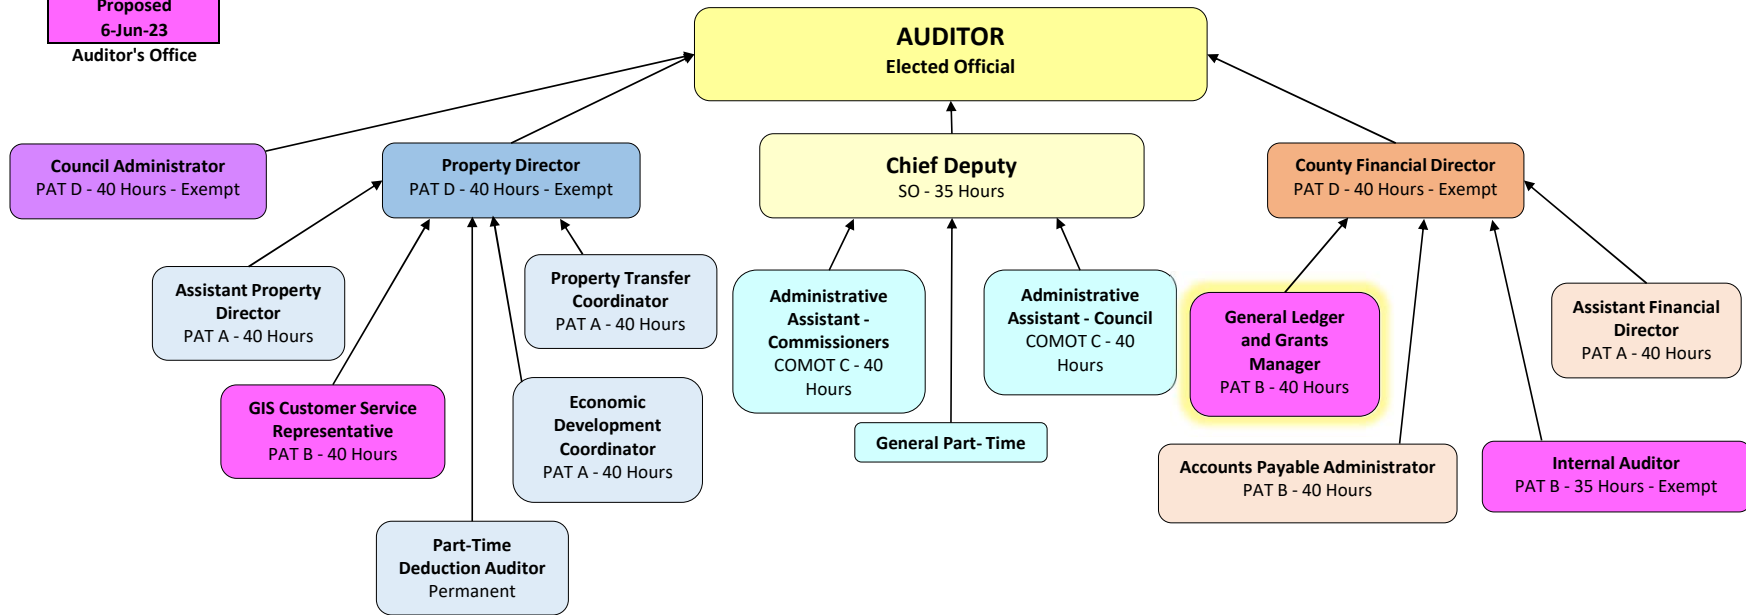 Proposed
6-Jun-23
Auditor's Office
AUDITOR
Elected Official
Council Administrator
PAT D - 40 Hours - Exempt
Property Director
PAT D - 40 Hours - Exempt
Chief Deputy
SO - 35 Hours
County Financial Director
PAT D - 40 Hours - Exempt
Assistant Property
Director
PAT A - 40 Hours
Property Transfer
Coordinator
PAT A - 40 Hours
GIS Customer Service
Representative
PAT B - 40 Hours
Economic
Development
Coordinator
PAT A - 40 Hours
Part-Time
Deduction Auditor
Permanent
Administrative
Assistant -
Commissioners
COMOT C - 40
Hours
Administrative
Assistant - Council
COMOT C - 40
Hours
General Part- Time
General Ledger
and Grants
Manager
PAT B - 40 Hours
Assistant Financial
Director
PAT A - 40 Hours
Accounts Payable Administrator
PAT B - 40 Hours
Internal Auditor
PAT B - 35 Hours - Exempt